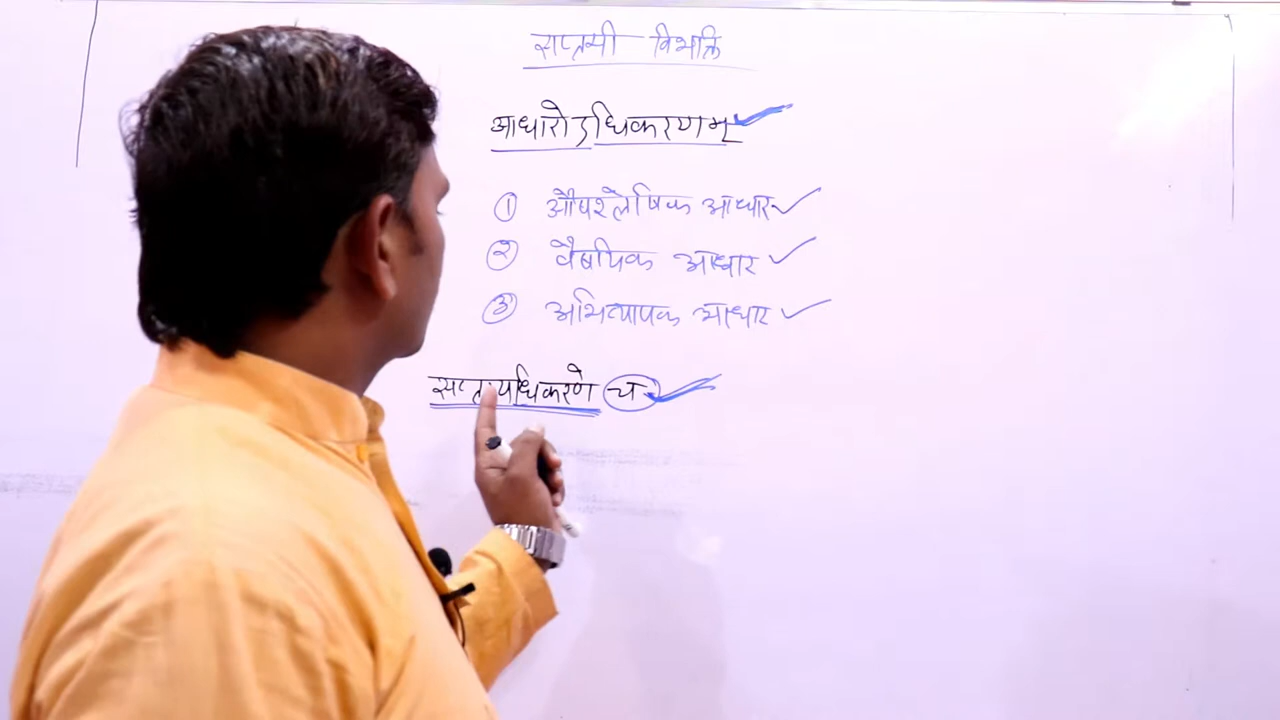 सप्तमी विभक्ति
आधारोऽधिकरणम्
① औपश्लेषिक आधार
② वैषयिक आधार
③ अभिव्यापक आधार
सप्तम्यधिकरणे च